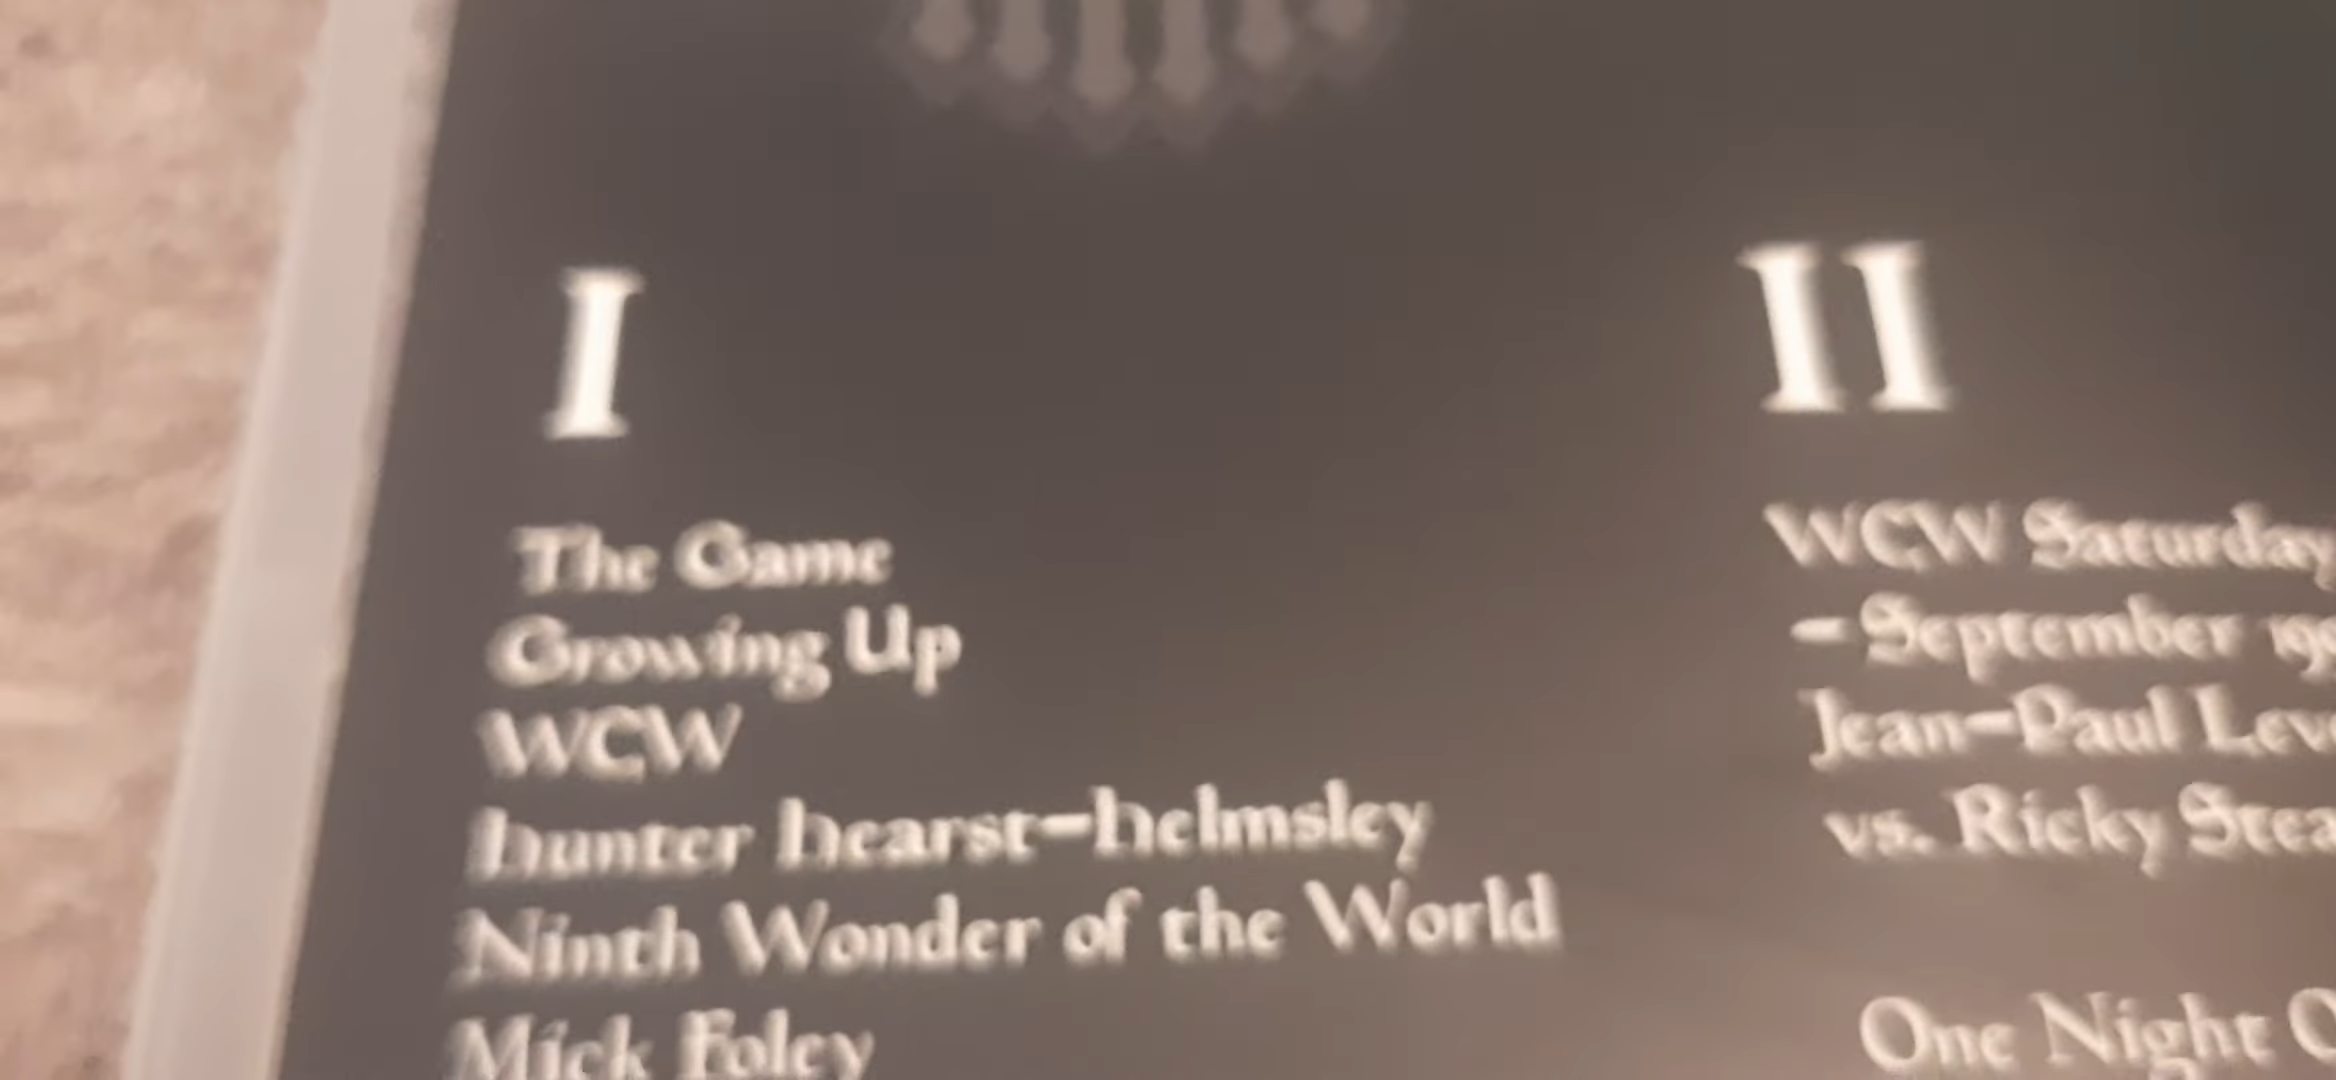 I
The Game
Growing Up
WCW
hunter hearst-helmsley
Ninth Wonder of the World
Mick Foley
II
WCW Saturday
- September
Jean-Paul
vs. Ricky
One Night